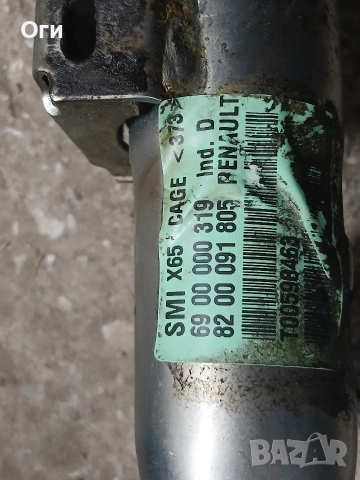 Оги
SMI X65 CAGE <373>
69 00 000 319 Ind. D
82 00 091 805 RENAULT
T00598463
BAZAR